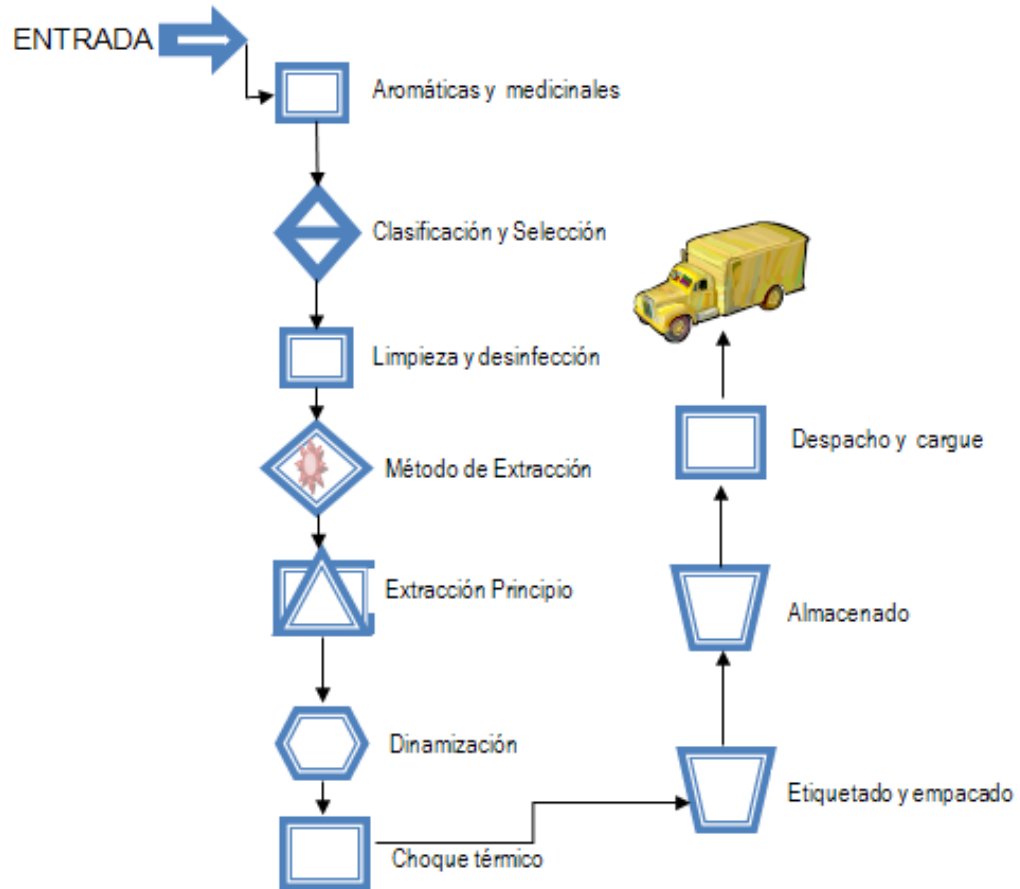 ENTRADA
Aromáticas y medicinales
Clasificación y Selección
Limpieza y desinfección
Método de Extracción
Extracción Principio
Dinamización
Choque térmico
Etiquetado y empacado
Almacenado
Despacho y cargue